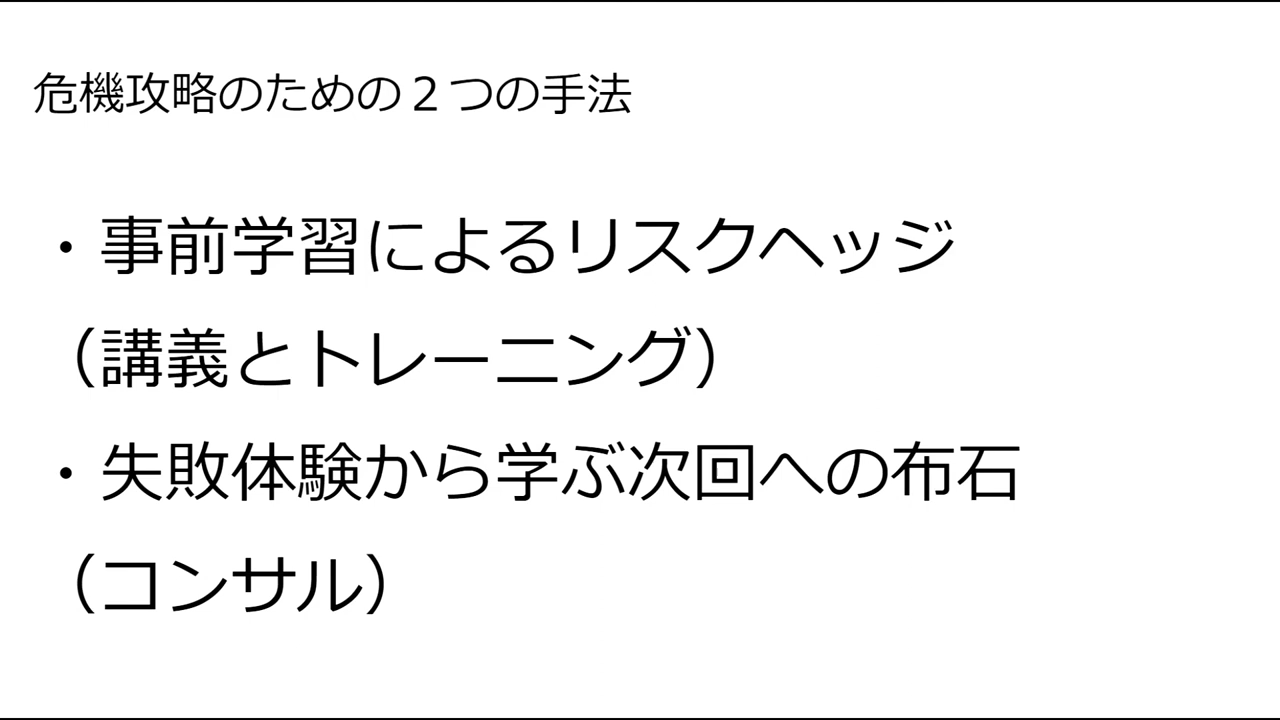 危機攻略のための２つの手法
・事前学習によるリスクヘッジ
（講義とトレーニング）
・失敗体験から学ぶ次回への布石
（コンサル）